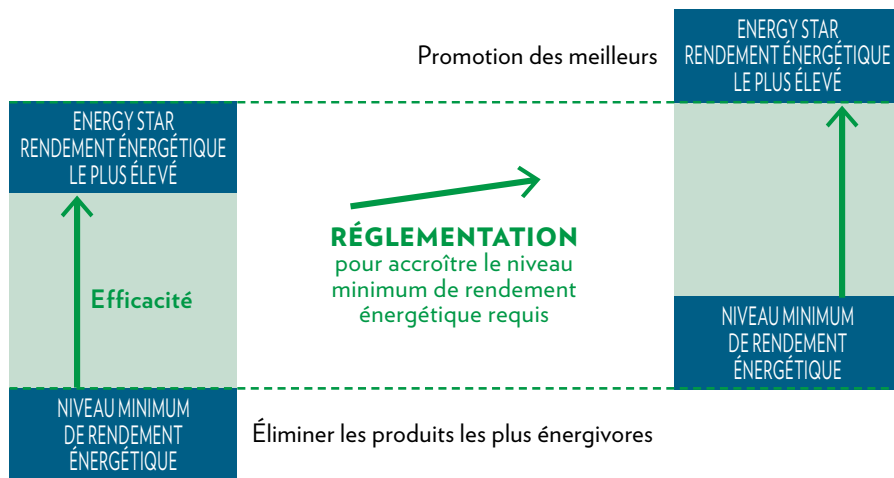 ENERGY STAR
RENDEMENT ÉNERGÉTIQUE
LE PLUS ÉLEVÉ
Efficacité
NIVEAU MINIMUM
DE RENDEMENT
ÉNERGÉTIQUE
RÉGLEMENTATION
pour accroître le niveau
minimum de rendement
énergétique requis
Éliminer les produits les plus énergivores
Promotion des meilleurs
ENERGY STAR
RENDEMENT ÉNERGÉTIQUE
LE PLUS ÉLEVÉ
NIVEAU MINIMUM
DE RENDEMENT
ÉNERGÉTIQUE